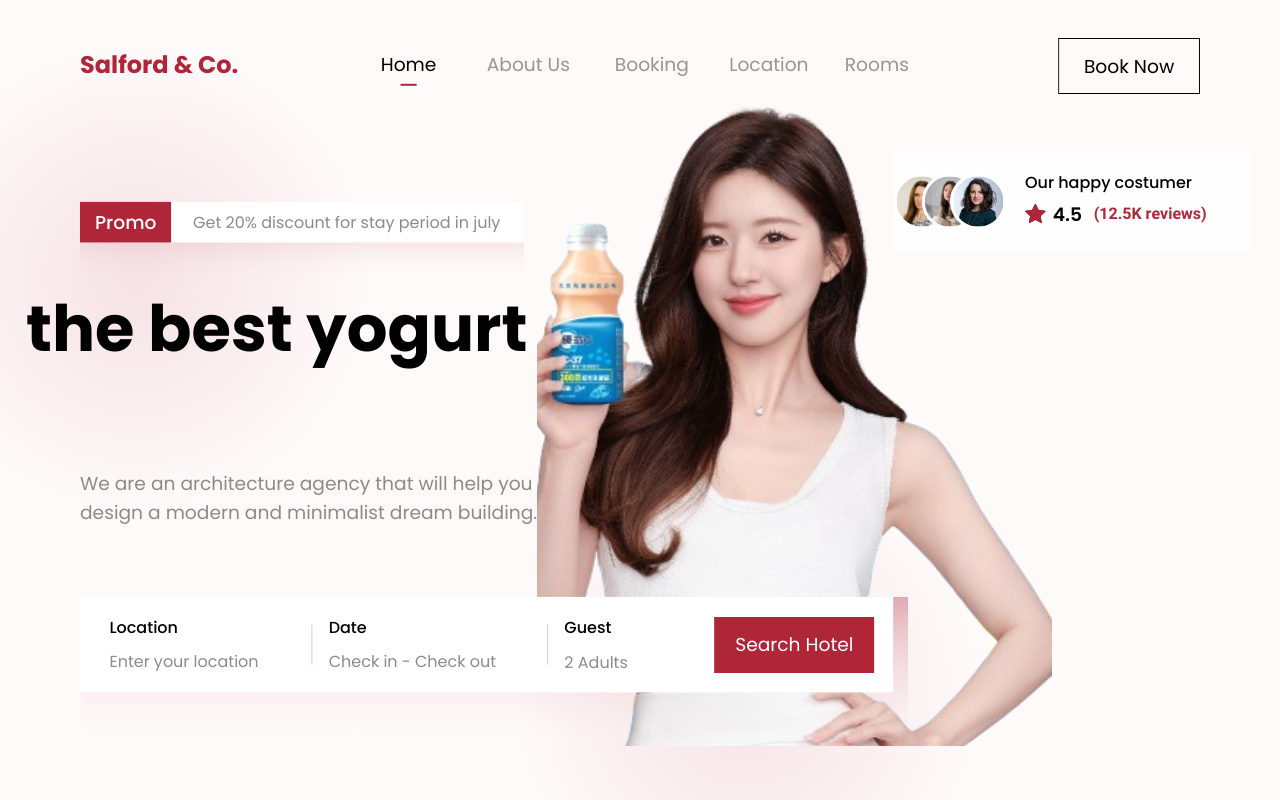 Salford & Co.
Home
About Us
Booking
Location
Rooms
Book Now
Our happy costumer
4.5 (12.5K reviews)
Promo
Get 20% discount for stay period in july
the best yogurt
We are an architecture agency that will help you
design a modern and minimalist dream building.
Location
Date
Guest
Enter your location
Check in - Check out
2 Adults
Search Hotel